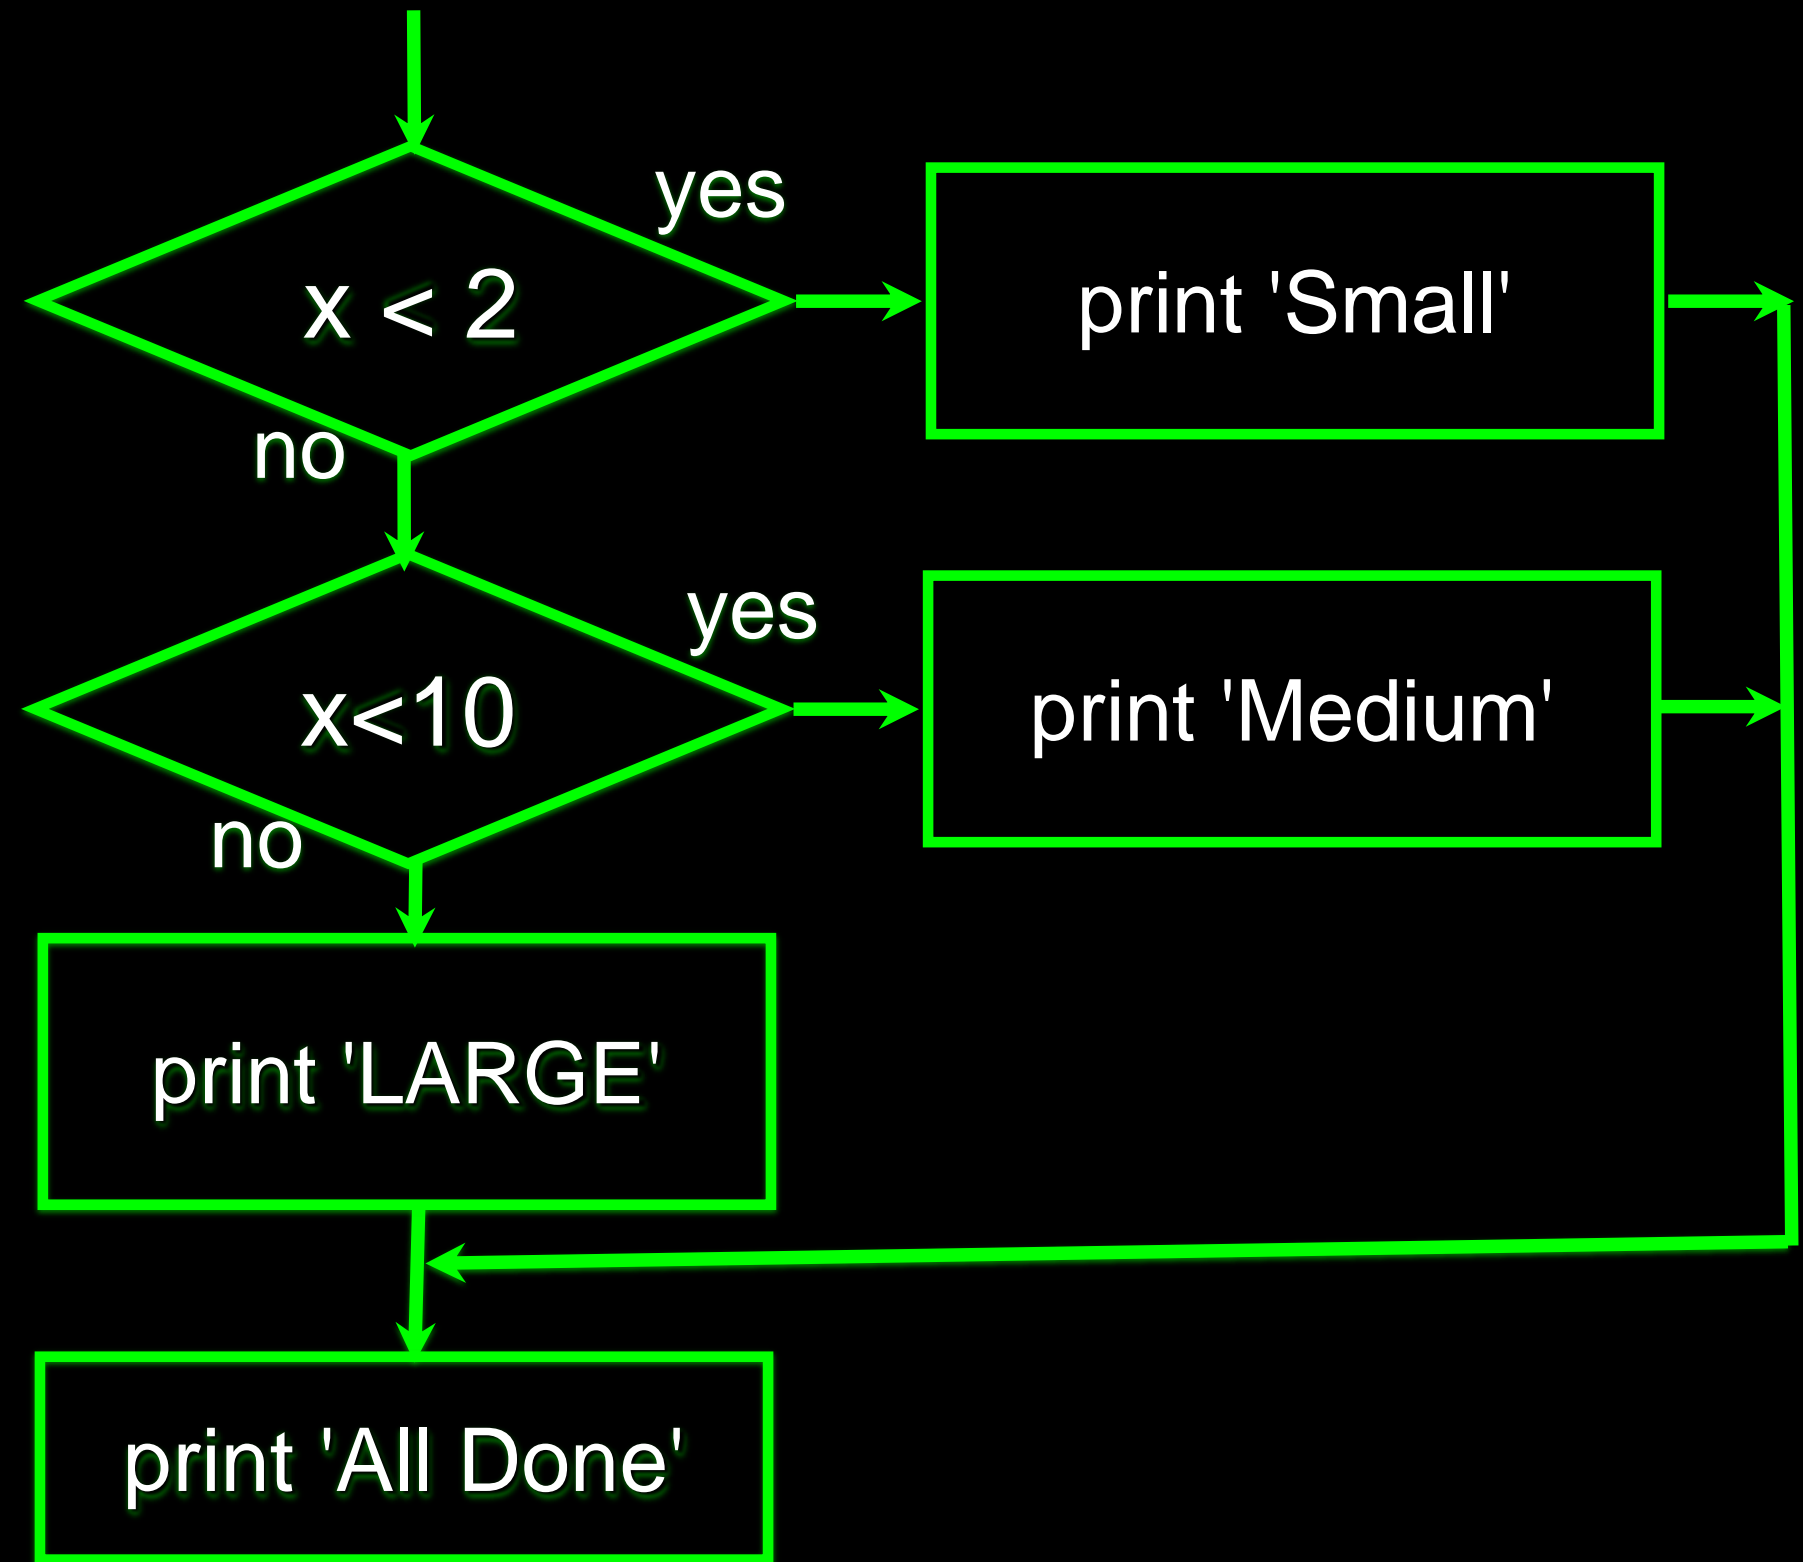 yes
x < 2
print 'Small'
no
yes
x<10
print 'Medium'
no
print 'LARGE'
print 'All Done'